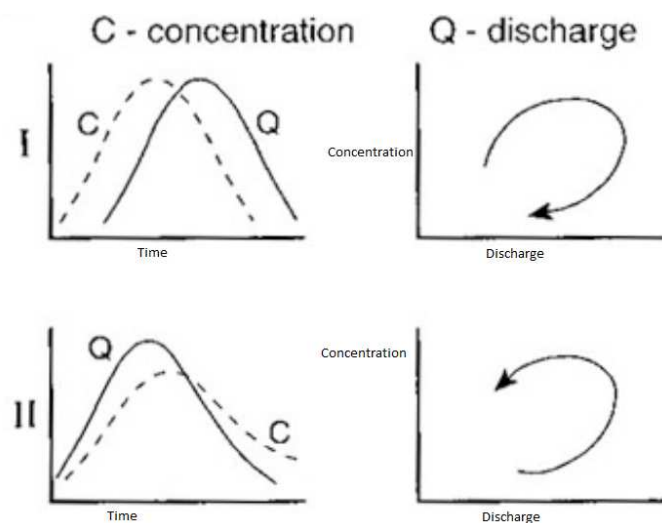 C - concentration
Q - discharge
I
C
Q
Time
Concentration
Discharge
II
Q
C
Time
Concentration
Discharge